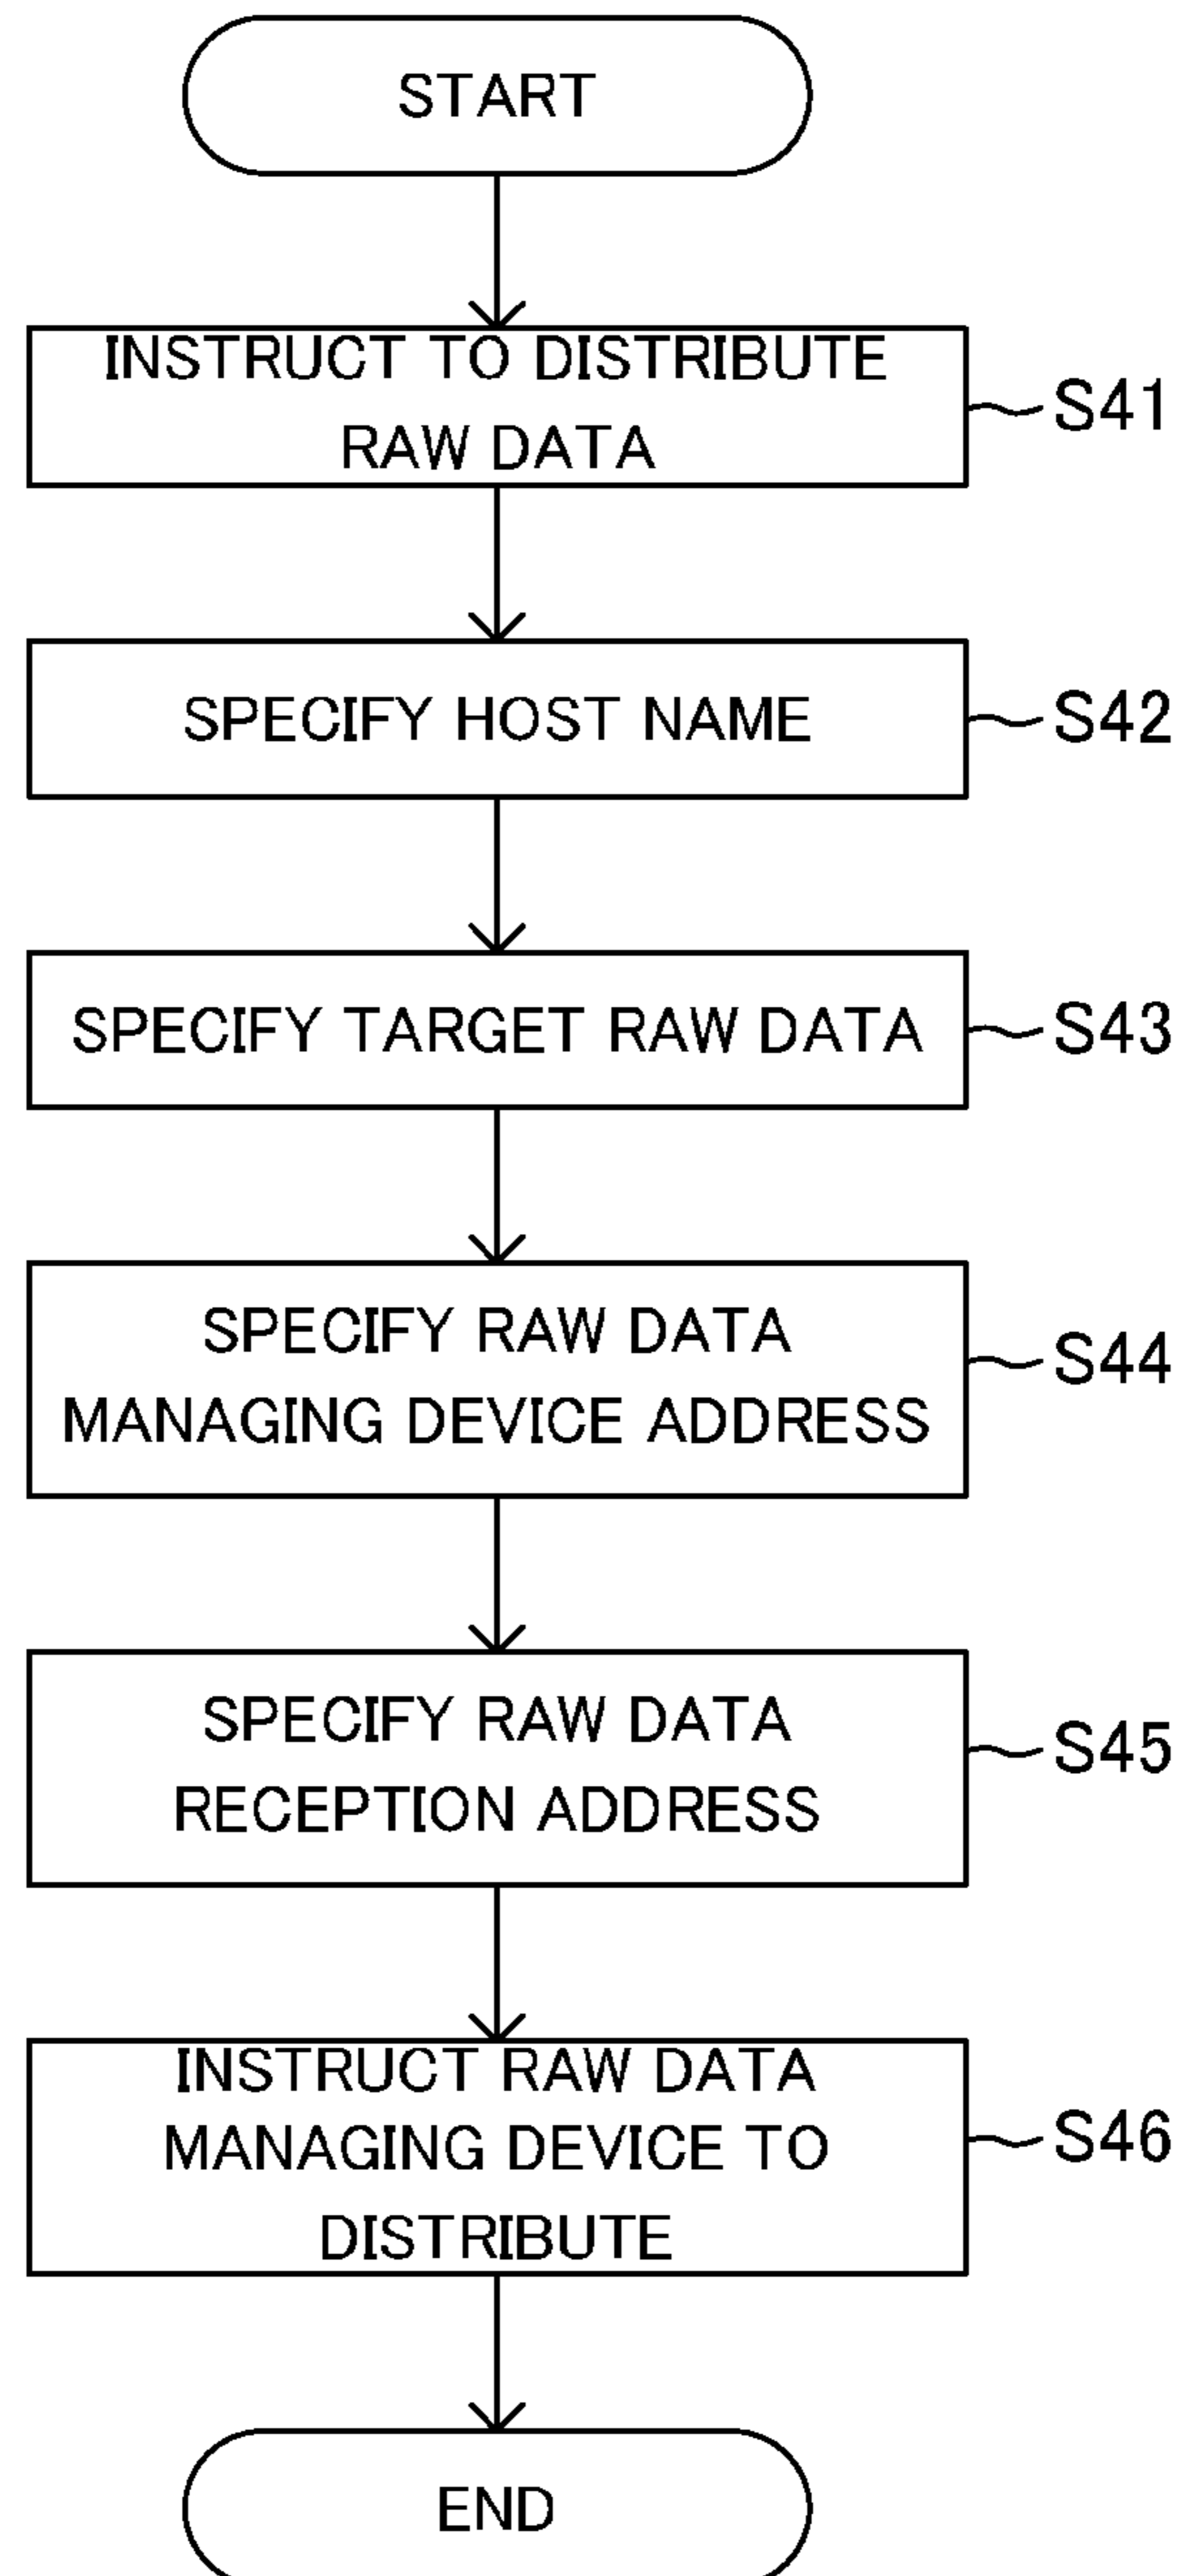 START
INSTRUCT TO DISTRIBUTE
RAW DATA
S41
SPECIFY HOST NAME
S42
SPECIFY TARGET RAW DATA
S43
SPECIFY RAW DATA
MANAGING DEVICE ADDRESS
S44
SPECIFY RAW DATA
RECEPTION ADDRESS
S45
INSTRUCT RAW DATA
MANAGING DEVICE TO
DISTRIBUTE
S46
END